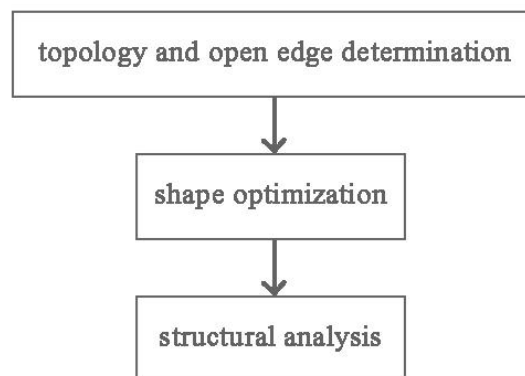 topology and open edge determination
shape optimization
structural analysis